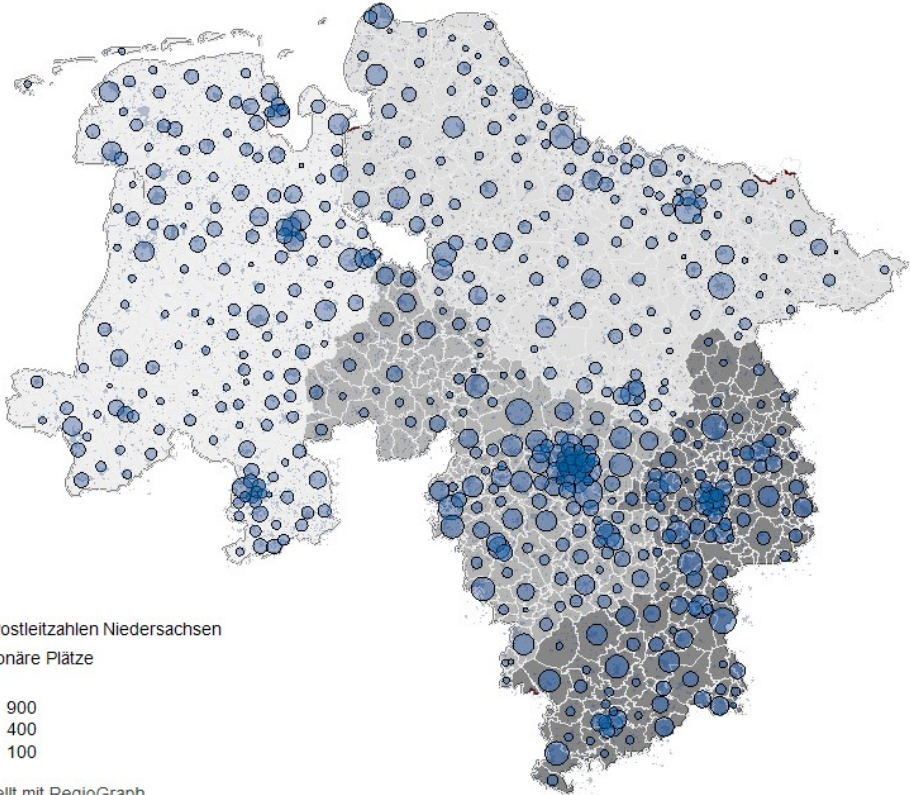 ostleitzahlen Niedersachsen
onäre Plätze
900
400
100
ellt mit RegioGraph